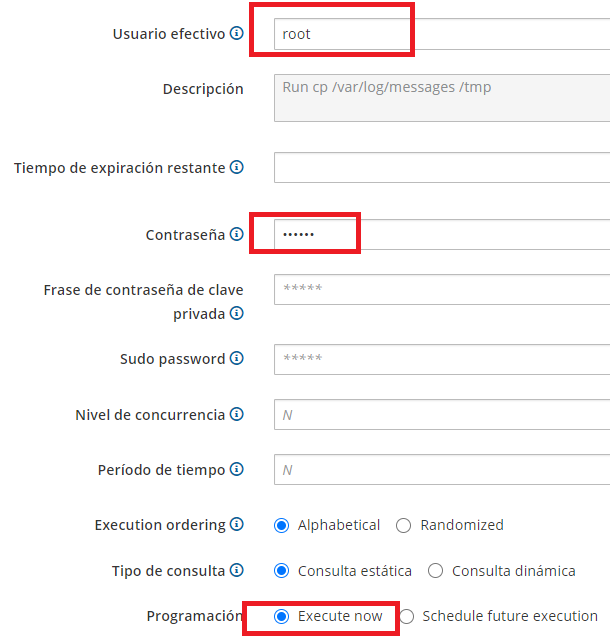 Usuario efectivo root
Descripción Run cp /var/log/messages /tmp
Tiempo de expiración restante
Contraseña ••••••
Frase de contraseña de clave
privada *****
Sudo password *****
Nivel de concurrencia N
Período de tiempo N
Execution ordering Alphabetical Randomized
Tipo de consulta Consulta estática Consulta dinámica
Programación Execute now Schedule future execution